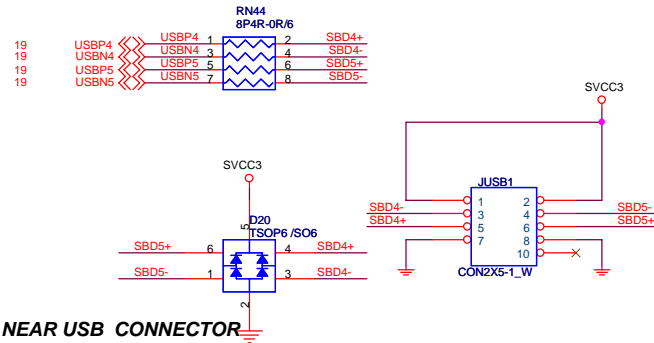 RN44
8P4R-0R/6
19 USBP4 USBP4 1 2 SBD4+
19 USBN4 USBN4 3 4 SBD4-
19 USBP5 USBP5 5 6 SBD5+
19 USBN5 USBN5 7 8 SBD5-
SVCC3
SVCC3
JUSB1
1 2
SBD4- 3 4 SBD5-
SBD4+ 5 6 SBD5+
7 8
10
CON2X5-1_W
D20
TSOP6 /SO6
5
SBD5+ 6 4 SBD4+
SBD5- 1 3 SBD4-
2
NEAR USB CONNECTOR